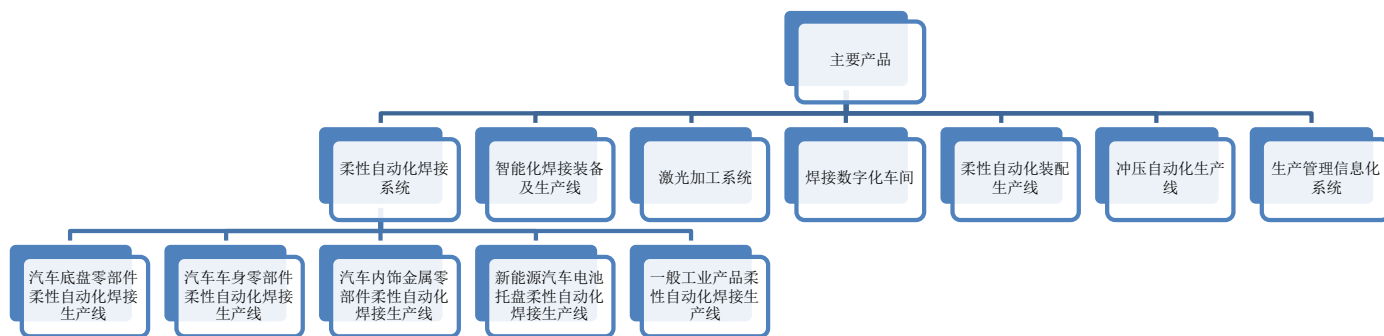 主要产品
柔性自动化焊接
系统
智能化焊接装备
及生产线
激光加工系统
焊接数字化车间
柔性自动化装配
生产线
冲压自动化生产
线
生产管理信息化
系统
汽车底盘零部件
柔性自动化焊接
生产线
汽车车身零部件
柔性自动化焊接
生产线
汽车内饰金属零
部件柔性自动化
焊接生产线
新能源汽车电池
托盘柔性自动化
焊接生产线
一般工业产品柔
性自动化焊接生
产线